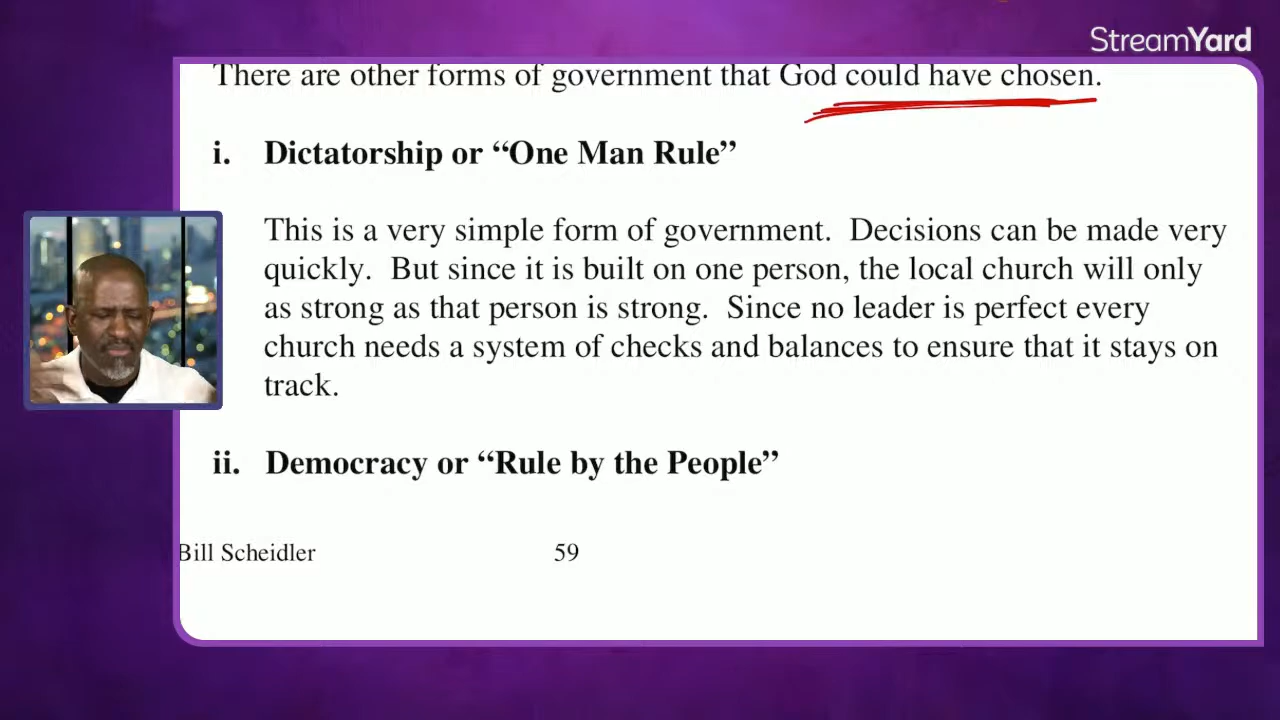 StreamYard
There are other forms of government that God could have chosen.
i. Dictatorship or “One Man Rule”
This is a very simple form of government. Decisions can be made very
quickly. But since it is built on one person, the local church will only
as strong as that person is strong. Since no leader is perfect every
church needs a system of checks and balances to ensure that it stays on
track.
ii. Democracy or “Rule by the People”
Bill Scheidler 59